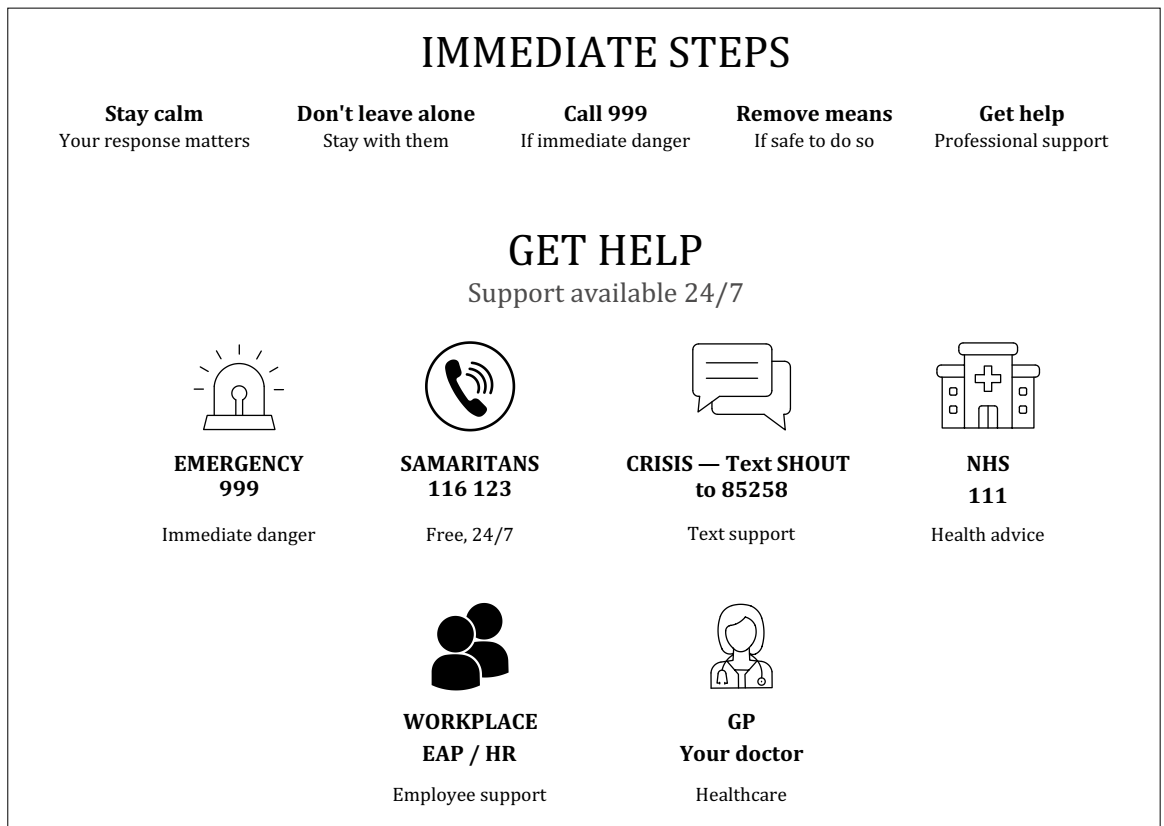 IMMEDIATE STEPS
Stay calm
Your response matters
Don't leave alone
Stay with them
Call 999
If immediate danger
Remove means
If safe to do so
Get help
Professional support
GET HELP
Support available 24/7
EMERGENCY
999
Immediate danger
SAMARITANS
116 123
Free, 24/7
CRISIS — Text SHOUT
to 85258
Text support
NHS
111
Health advice
WORKPLACE
EAP / HR
Employee support
GP
Your doctor
Healthcare